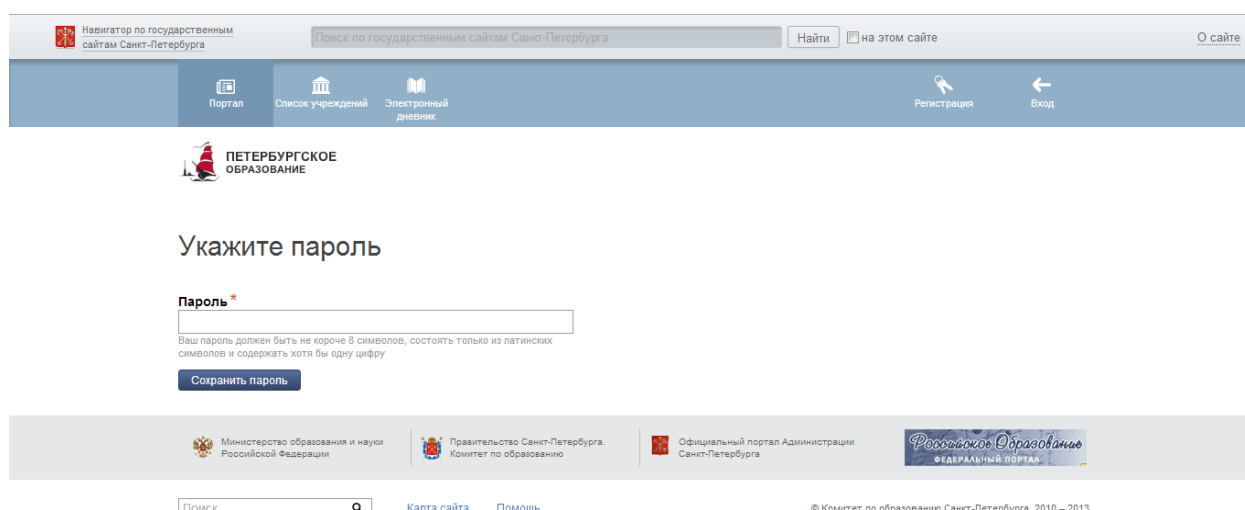 Навигатор по государственным
сайтам Санкт-Петербурга
Поиск по государственным сайтам Санкт-Петербурга
Найти
на этом сайте
О сайте
Портал
Список учреждений
Электронный
дневник
Регистрация
Вход
ПЕТЕРБУРГСКОЕ
ОБРАЗОВАНИЕ
Укажите пароль
Пароль *
Ваш пароль должен быть не короче 8 символов, состоять только из латинских
символов и содержать хотя бы одну цифру
Сохранить пароль
Министерство образования и науки
Российской Федерации
Правительство Санкт-Петербурга.
Комитет по образованию
Официальный портал Администрации
Санкт-Петербурга
Российское Образование
ФЕДЕРАЛЬНЫЙ ПОРТАЛ
Поиск
Карта сайта
Помощь
© Комитет по образованию Санкт-Петербурга, 2010 – 2013